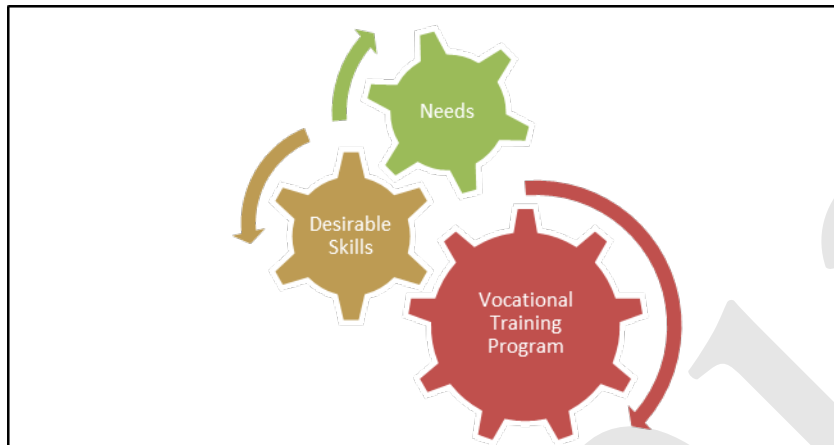 Needs
Desirable
Skills
Vocational
Training
Program